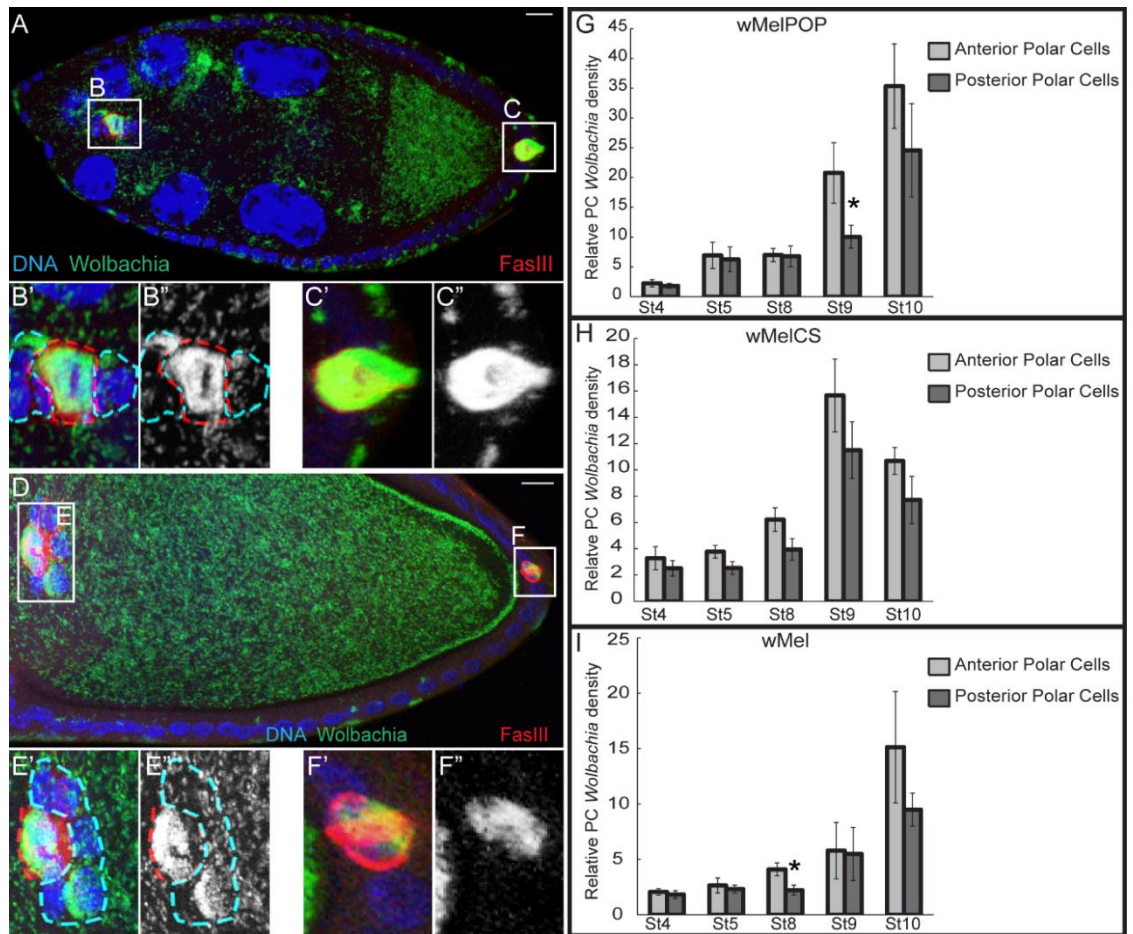 A
B
C
DNA Wolbachia
FasIII
B'
B"
C'
C"
D
E
F
DNA Wolbachia
FasIII
E'
E"
F'
F"
G
wMelPOP
Relatve PC Wolbachia density
45
40
35
30
25
20
15
10
5
0
Anterior Polar Cells
Posterior Polar Cells
*
St4 St5 St8 St9 St10
H
wMelCS
Relatve PC Wolbachia density
20
18
16
14
12
10
8
6
4
2
0
Anterior Polar Cells
Posterior Polar Cells
St4 St5 St8 St9 St10
I
wMel
Relatve PC Wolbachia density
25
20
15
10
5
0
Anterior Polar Cells
Posterior Polar Cells
*
St4 St5 St8 St9 St10